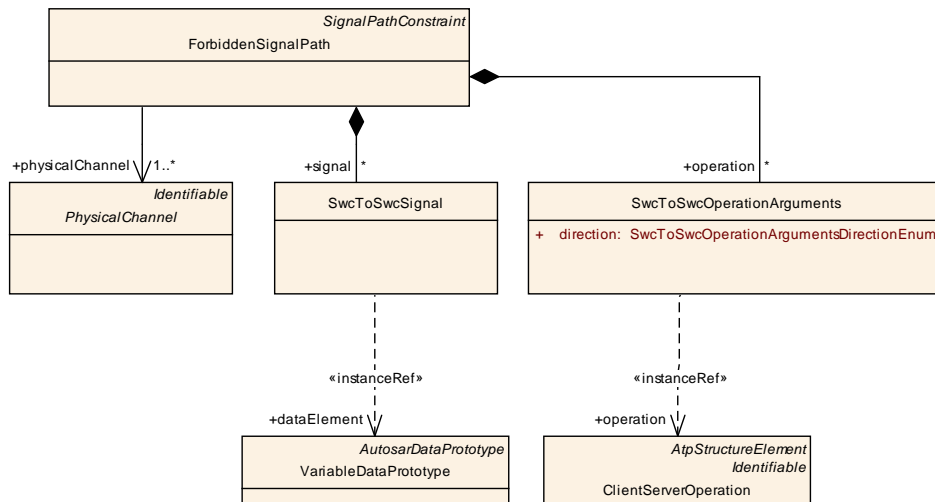 SignalPathConstraint
ForbiddenSignalPath
+physicalChannel 1..*
+signal *
+operation *
Identifiable
PhysicalChannel
SwcToSwcSignal
SwcToSwcOperationArguments
+ direction: SwcToSwcOperationArgumentsDirectionEnum
«instanceRef»
«instanceRef»
+dataElement
+operation
AutosarDataPrototype
VariableDataPrototype
AtpStructureElement
Identifiable
ClientServerOperation